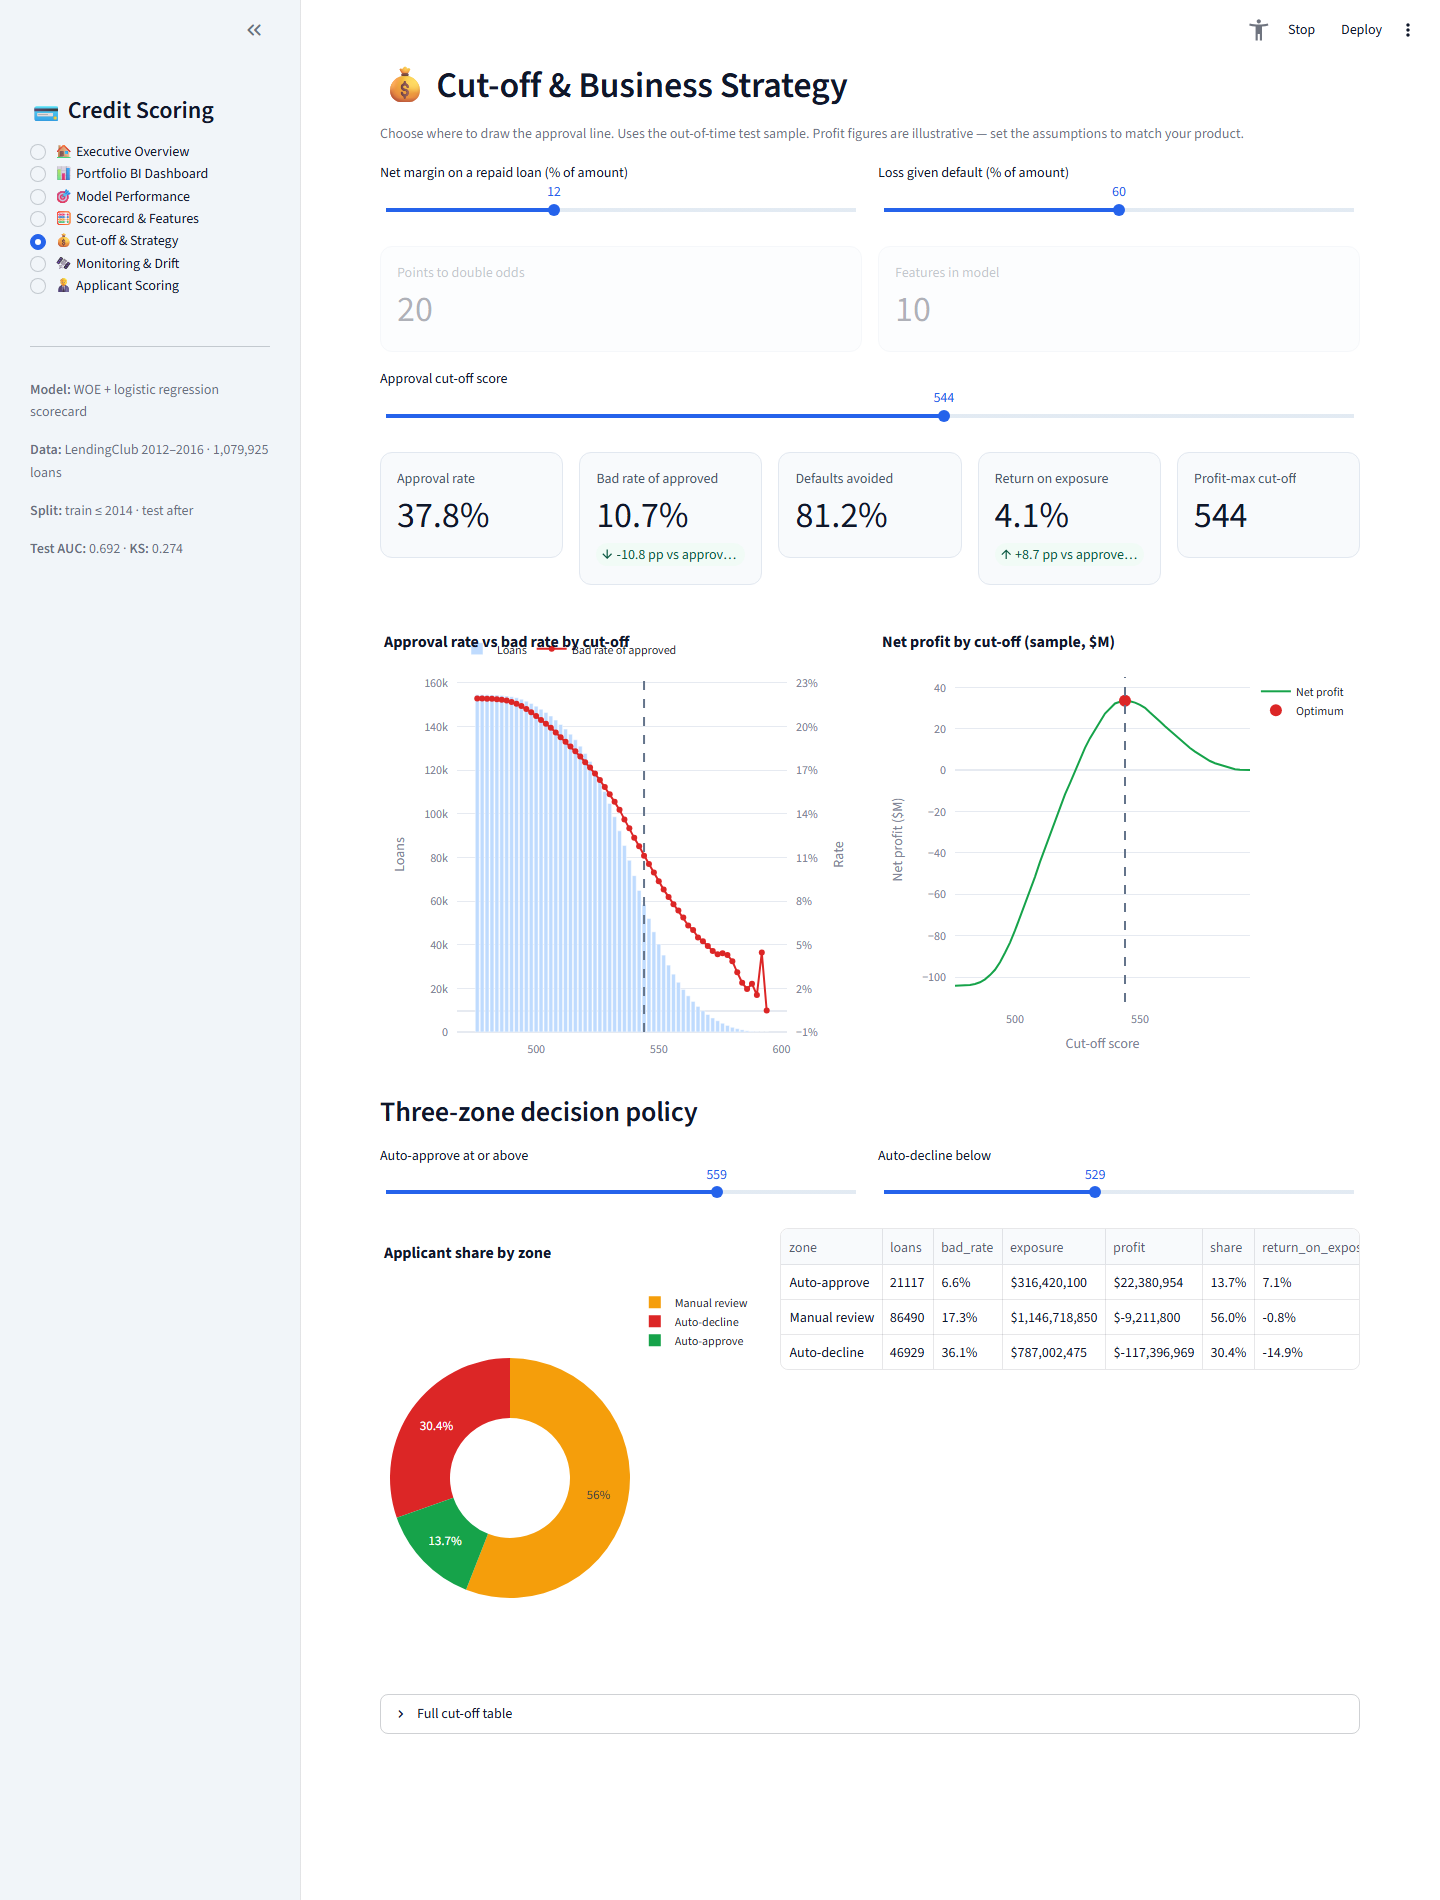 Stop
Deploy
Credit Scoring
Executive Overview
Portfolio BI Dashboard
Model Performance
Scorecard & Features
Cut-off & Strategy
Monitoring & Drift
Applicant Scoring
Model: WOE + logistic regression
scorecard
Data: LendingClub 2012–2016 · 1,079,925
loans
Split: train ≤ 2014 · test after
Test AUC: 0.692 · KS: 0.274
Cut-off & Business Strategy
Choose where to draw the approval line. Uses the out-of-time test sample. Profit figures are illustrative — set the assumptions to match your product.
Net margin on a repaid loan (% of amount)
12
Loss given default (% of amount)
60
Points to double odds
20
Features in model
10
Approval cut-off score
544
Approval rate
37.8%
Bad rate of approved
10.7%
-10.8 pp vs approv…
Defaults avoided
81.2%
Return on exposure
4.1%
+8.7 pp vs approve…
Profit-max cut-off
544
Approval rate vs bad rate by cut-off
Loans
Bad rate of approved
160k
140k
120k
100k
80k
60k
40k
20k
0
Loans
23%
20%
17%
14%
11%
8%
5%
2%
−1%
Rate
500
550
600
Net profit by cut-off (sample, $M)
Net profit
Optimum
40
20
0
−20
−40
−60
−80
−100
Net profit ($M)
500
550
Cut-off score
Three-zone decision policy
Auto-approve at or above
559
Auto-decline below
529
Applicant share by zone
Manual review
Auto-decline
Auto-approve
30.4%
56%
13.7%
zone loans bad_rate exposure profit share return_on_expos
Auto-approve 21117 6.6% $316,420,100 $22,380,954 13.7% 7.1%
Manual review 86490 17.3% $1,146,718,850 $-9,211,800 56.0% -0.8%
Auto-decline 46929 36.1% $787,002,475 $-117,396,969 30.4% -14.9%
Full cut-off table